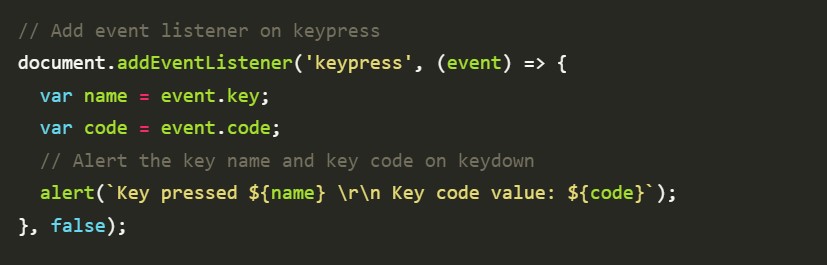 // Add event listener on keypress
document.addEventListener('keypress', (event) => {
  var name = event.key;
  var code = event.code;
  // Alert the key name and key code on keydown
  alert(`Key pressed ${name} \r\n Key code value: ${code}`);
}, false);